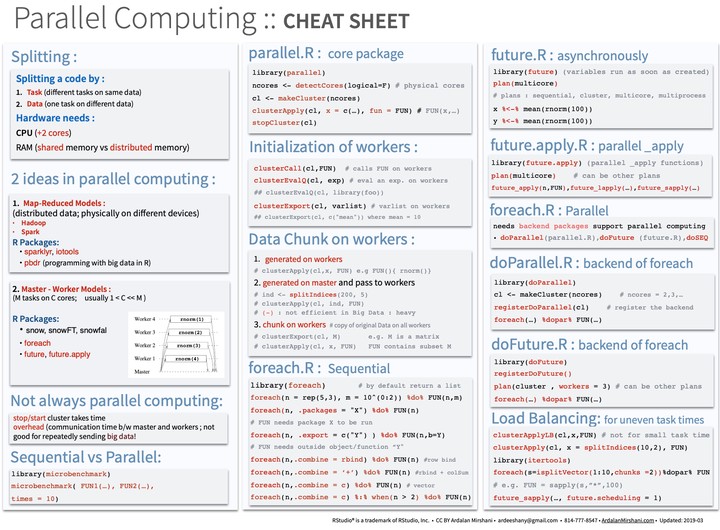 Parallel Computing :: CHEAT SHEET
Splitting :
Splitting a code by :
1. Task (different tasks on same data)
2. Data (one task on different data)
Hardware needs :
CPU (+2 cores)
RAM (shared memory vs distributed memory)
2 ideas in parallel computing :
1. Map-Reduced Models :
(distributed data; physically on different devices)
• Hadoop
• Spark
R Packages:
• sparklyr, iotools
• pbdr (programming with big data in R)
2. Master - Worker Models :
(M tasks on C cores; usually 1 < C << M )
R Packages:
• snow, snowFT, snowfal
• foreach
• future, future.apply
Worker 4 rnorm(1)
Worker 3 rnorm(2)
Worker 2 rnorm(3)
Worker 1 rnorm(4)
Master
Not always parallel computing:
stop/start cluster takes time
overhead (communication time b/w master and workers ; not
good for repeatedly sending big data!
Sequential vs Parallel:
library(microbenchmark)
microbenchmark( FUN1(…), FUN2(…),
times = 10)
parallel.R : core package
library(parallel)
ncores <- detectCores(logical=F) # physical cores
cl <- makeCluster(ncores)
clusterApply(cl, x = c(…), fun = FUN) # FUN(x,…)
stopCluster(cl)
Initialization of workers :
clusterCall(cl,FUN) # calls FUN on workers
clusterEvalQ(cl, exp) # eval an exp. on workers
## clusterEvalQ(cl, library(foo))
clusterExport(cl, varlist) # varlist on workers
## clusterExport(cl, c("mean")) where mean = 10
Data Chunk on workers :
1. generated on workers
# clusterApply(cl,x, FUN) e.g FUN(){ rnorm()}
2. generated on master and pass to workers
# ind <- splitIndices(200, 5)
# clusterApply(cl, ind, FUN)
# (-) : not efficient in Big Data : heavy
3. chunk on workers # copy of original Data on all workers
# clusterExport(cl, M) e.g. M is a matrix
# clusterApply(cl, x, FUN) FUN contains subset M
foreach.R : Sequential
library(foreach) # by default return a list
foreach(n = rep(5,3), m = 10^(0:2)) %do% FUN(n,m)
foreach(n, .packages = "X") %do% FUN(n)
# FUN needs package X to be run
foreach(n, .export = c("Y") ) %do% FUN(n,b=Y)
# FUN needs outside object/function "Y"
foreach(n,.combine = rbind) %do% FUN(n) #row bind
foreach(n,.combine = '+') %do% FUN(n) #rbind + colSum
foreach(n,.combine = c) %do% FUN(n) # vector
foreach(n,.combine = c) %:% when(n > 2) %do% FUN(n)
future.R : asynchronously
library(future) (variables run as soon as created)
plan(multicore)
# plans : sequential, cluster, multicore, multiprocess
x %<-% mean(rnorm(100))
y %<-% mean(rnorm(100))
future.apply.R : parallel _apply
library(future.apply) (parallel _apply functions)
plan(multicore) # can be other plans
future_apply(n,FUN),future_lapply(…),future_sapply(…),
foreach.R : Parallel
needs backend packages support parallel computing
• doParallel(parallel.R),doFuture (future.R),doSEQ
doParallel.R : backend of foreach
library(doParallel)
cl <- makeCluster(ncores) # ncores = 2,3,…
registerDoParallel(cl) # register the backend
foreach(…) %dopar% FUN(…)
doFuture.R : backend of foreach
library(doFuture)
registerDoFuture()
plan(cluster , workers = 3) # can be other plans
foreach(…) %dopar% FUN(…)
Load Balancing: for uneven task times
clusterApplyLB(cl,x,FUN) # not for small task time
clusterApply(cl, x = splitIndices(10,2), FUN)
library(itertools)
foreach(s=isplitVector(1:10,chunks =2))%dopar% FUN
# e.g. FUN = sapply(s,"*",100)
future_sapply(…, future.scheduling = 1)
RStudio® is a trademark of RStudio, Inc. • CC BY Ardalan Mirshani • ardeeshany@gmail.com • 814-777-8547 • ArdalanMirshani.com • Updated: 2019-03